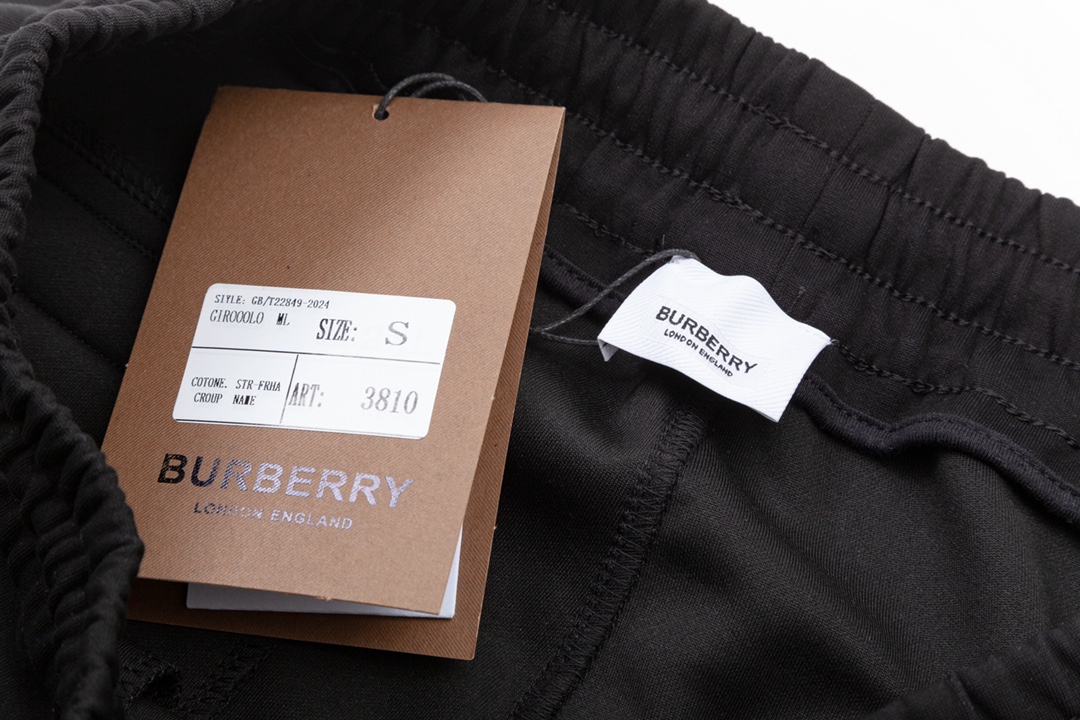 STYLE: GB/T22849-2024
GIROOOLO ML
SIZE: S
COTONE. STR-FRHA
CROUP NAME
ART: 3810
BURBERRY
LONDON ENGLAND
BURBERRY
LONDON ENGLAND